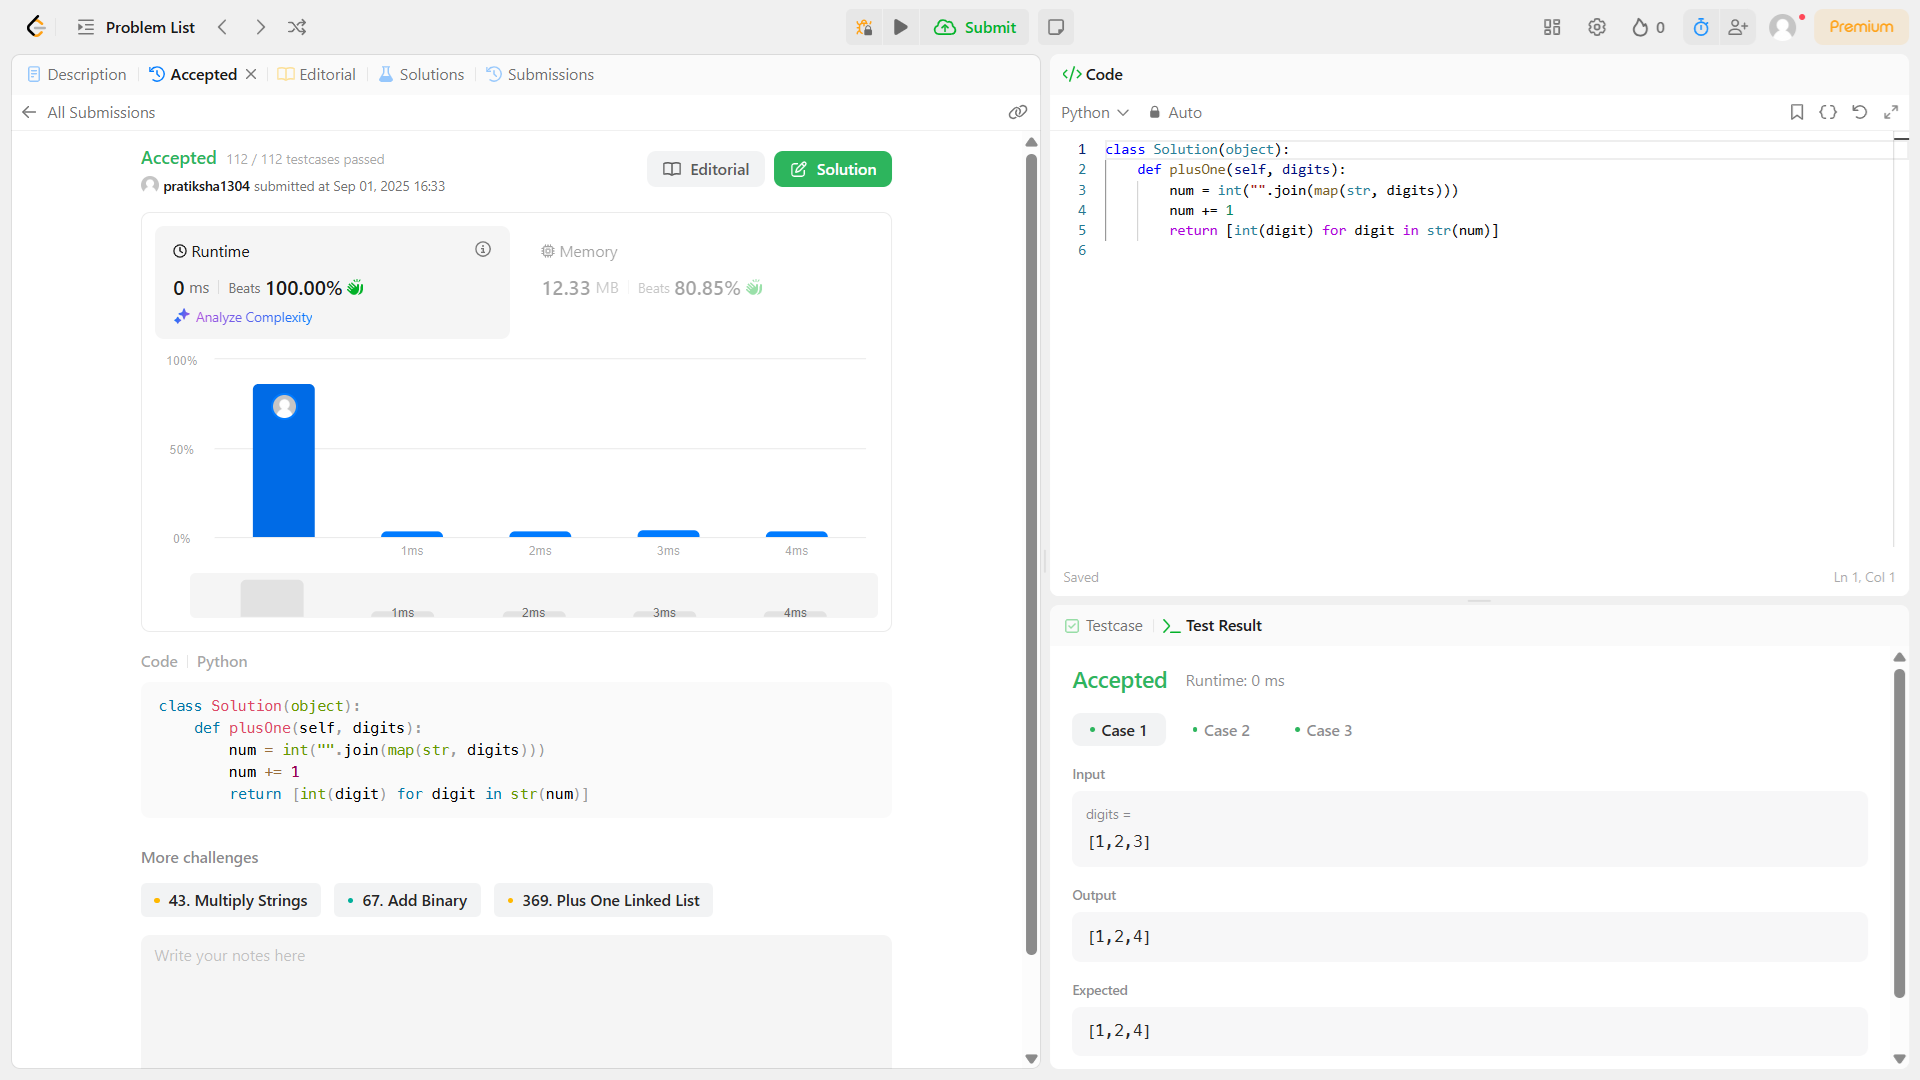 Problem List
Submit
0
Premium
Description
Accepted
Editorial
Solutions
Submissions
All Submissions
Accepted 112 / 112 testcases passed
pratiksha1304 submitted at Sep 01, 2025 16:33
Editorial
Solution
Runtime
0 ms Beats 100.00%
Analyze Complexity
Memory
12.33 MB Beats 80.85%
100%
50%
0%
1ms 2ms 3ms 4ms
1ms 2ms 3ms 4ms
Code Python
class Solution(object):
    def plusOne(self, digits):
        num = int("".join(map(str, digits)))
        num += 1
        return [int(digit) for digit in str(num)]
More challenges
43. Multiply Strings
67. Add Binary
369. Plus One Linked List
Write your notes here
Code
Python
Auto
1 class Solution(object):
2     def plusOne(self, digits):
3         num = int("".join(map(str, digits)))
4         num += 1
5         return [int(digit) for digit in str(num)]
6
Saved
Ln 1, Col 1
Testcase
Test Result
Accepted Runtime: 0 ms
Case 1
Case 2
Case 3
Input
digits =
[1,2,3]
Output
[1,2,4]
Expected
[1,2,4]